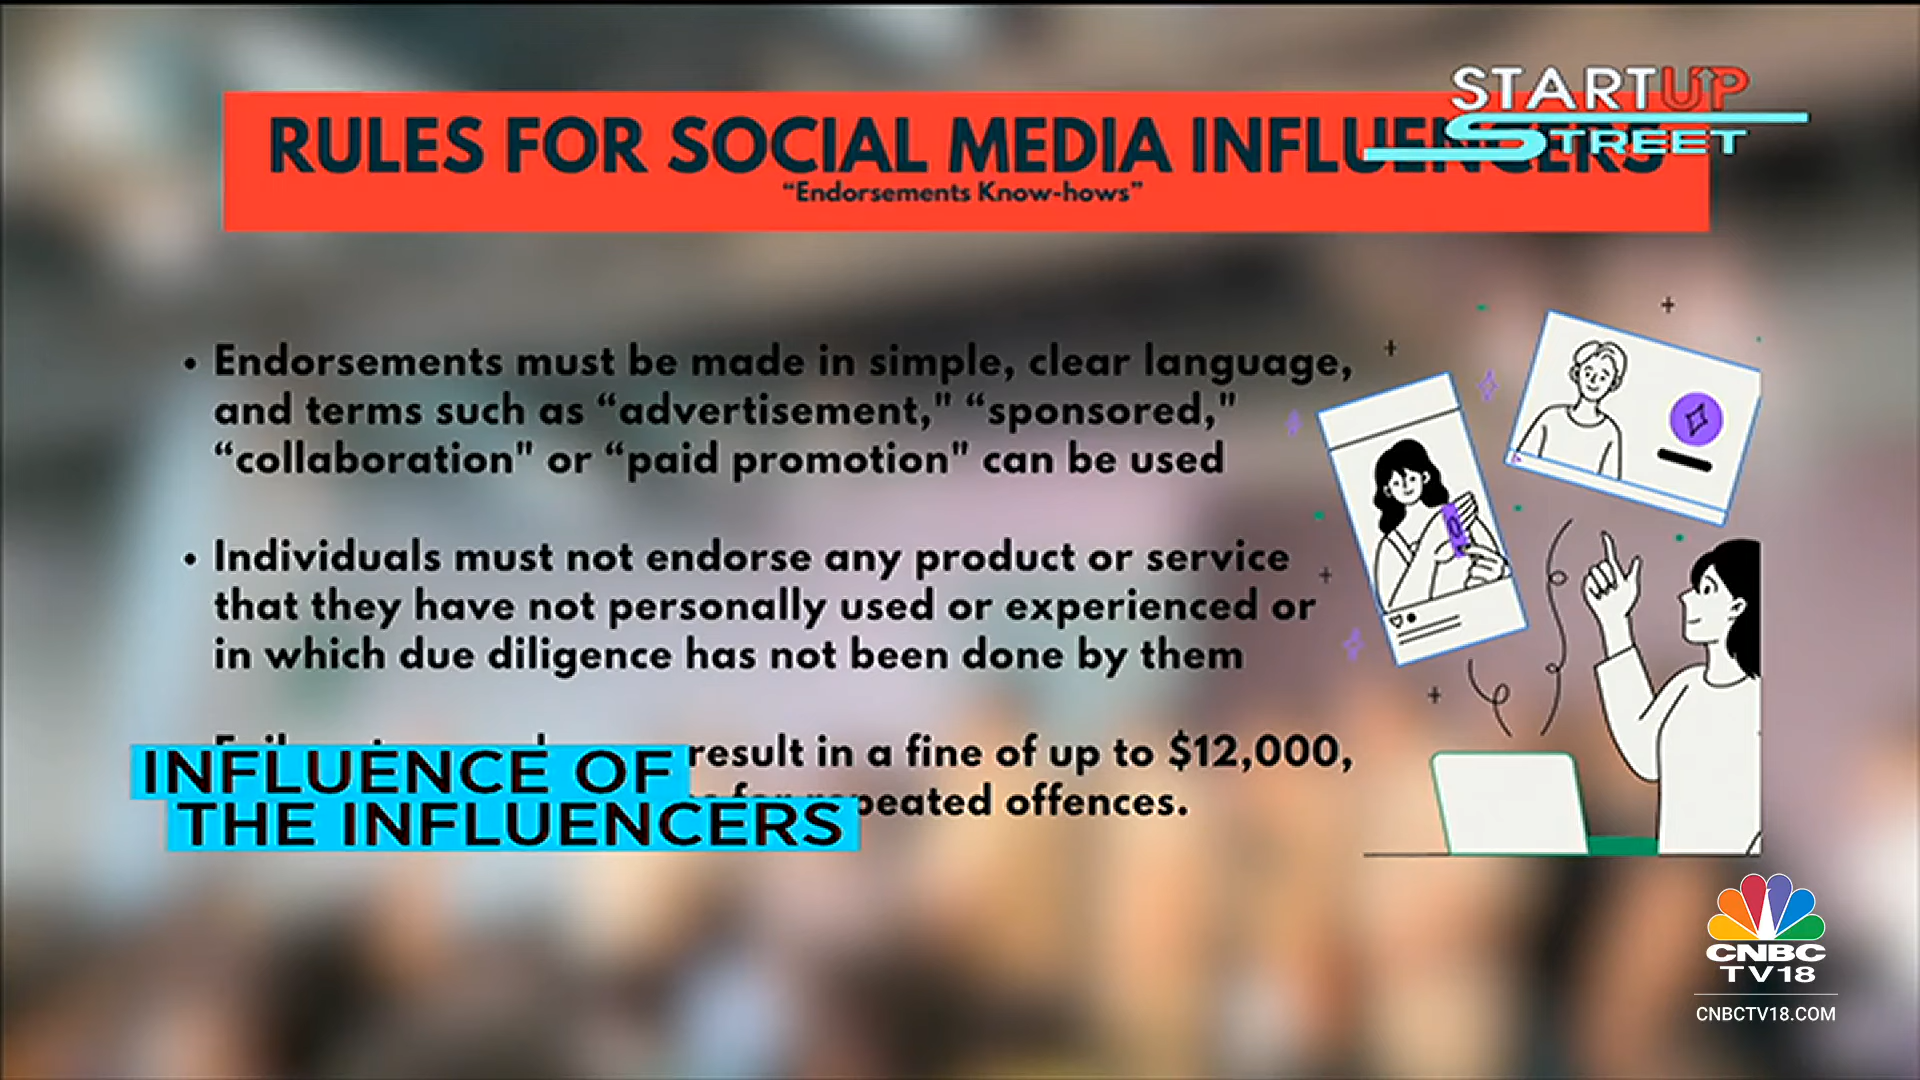 STARTUP
STREET
RULES FOR SOCIAL MEDIA INFLUENCERS
“Endorsements Know-hows”
• Endorsements must be made in simple, clear language,
and terms such as “advertisement," “sponsored,"
“collaboration" or “paid promotion" can be used
• Individuals must not endorse any product or service
that they have not personally used or experienced or
in which due diligence has not been done by them
result in a fine of up to $12,000,
for repeated offences.
INFLUENCE OF
THE INFLUENCERS
CNBC
TV18
CNBCTV18.COM